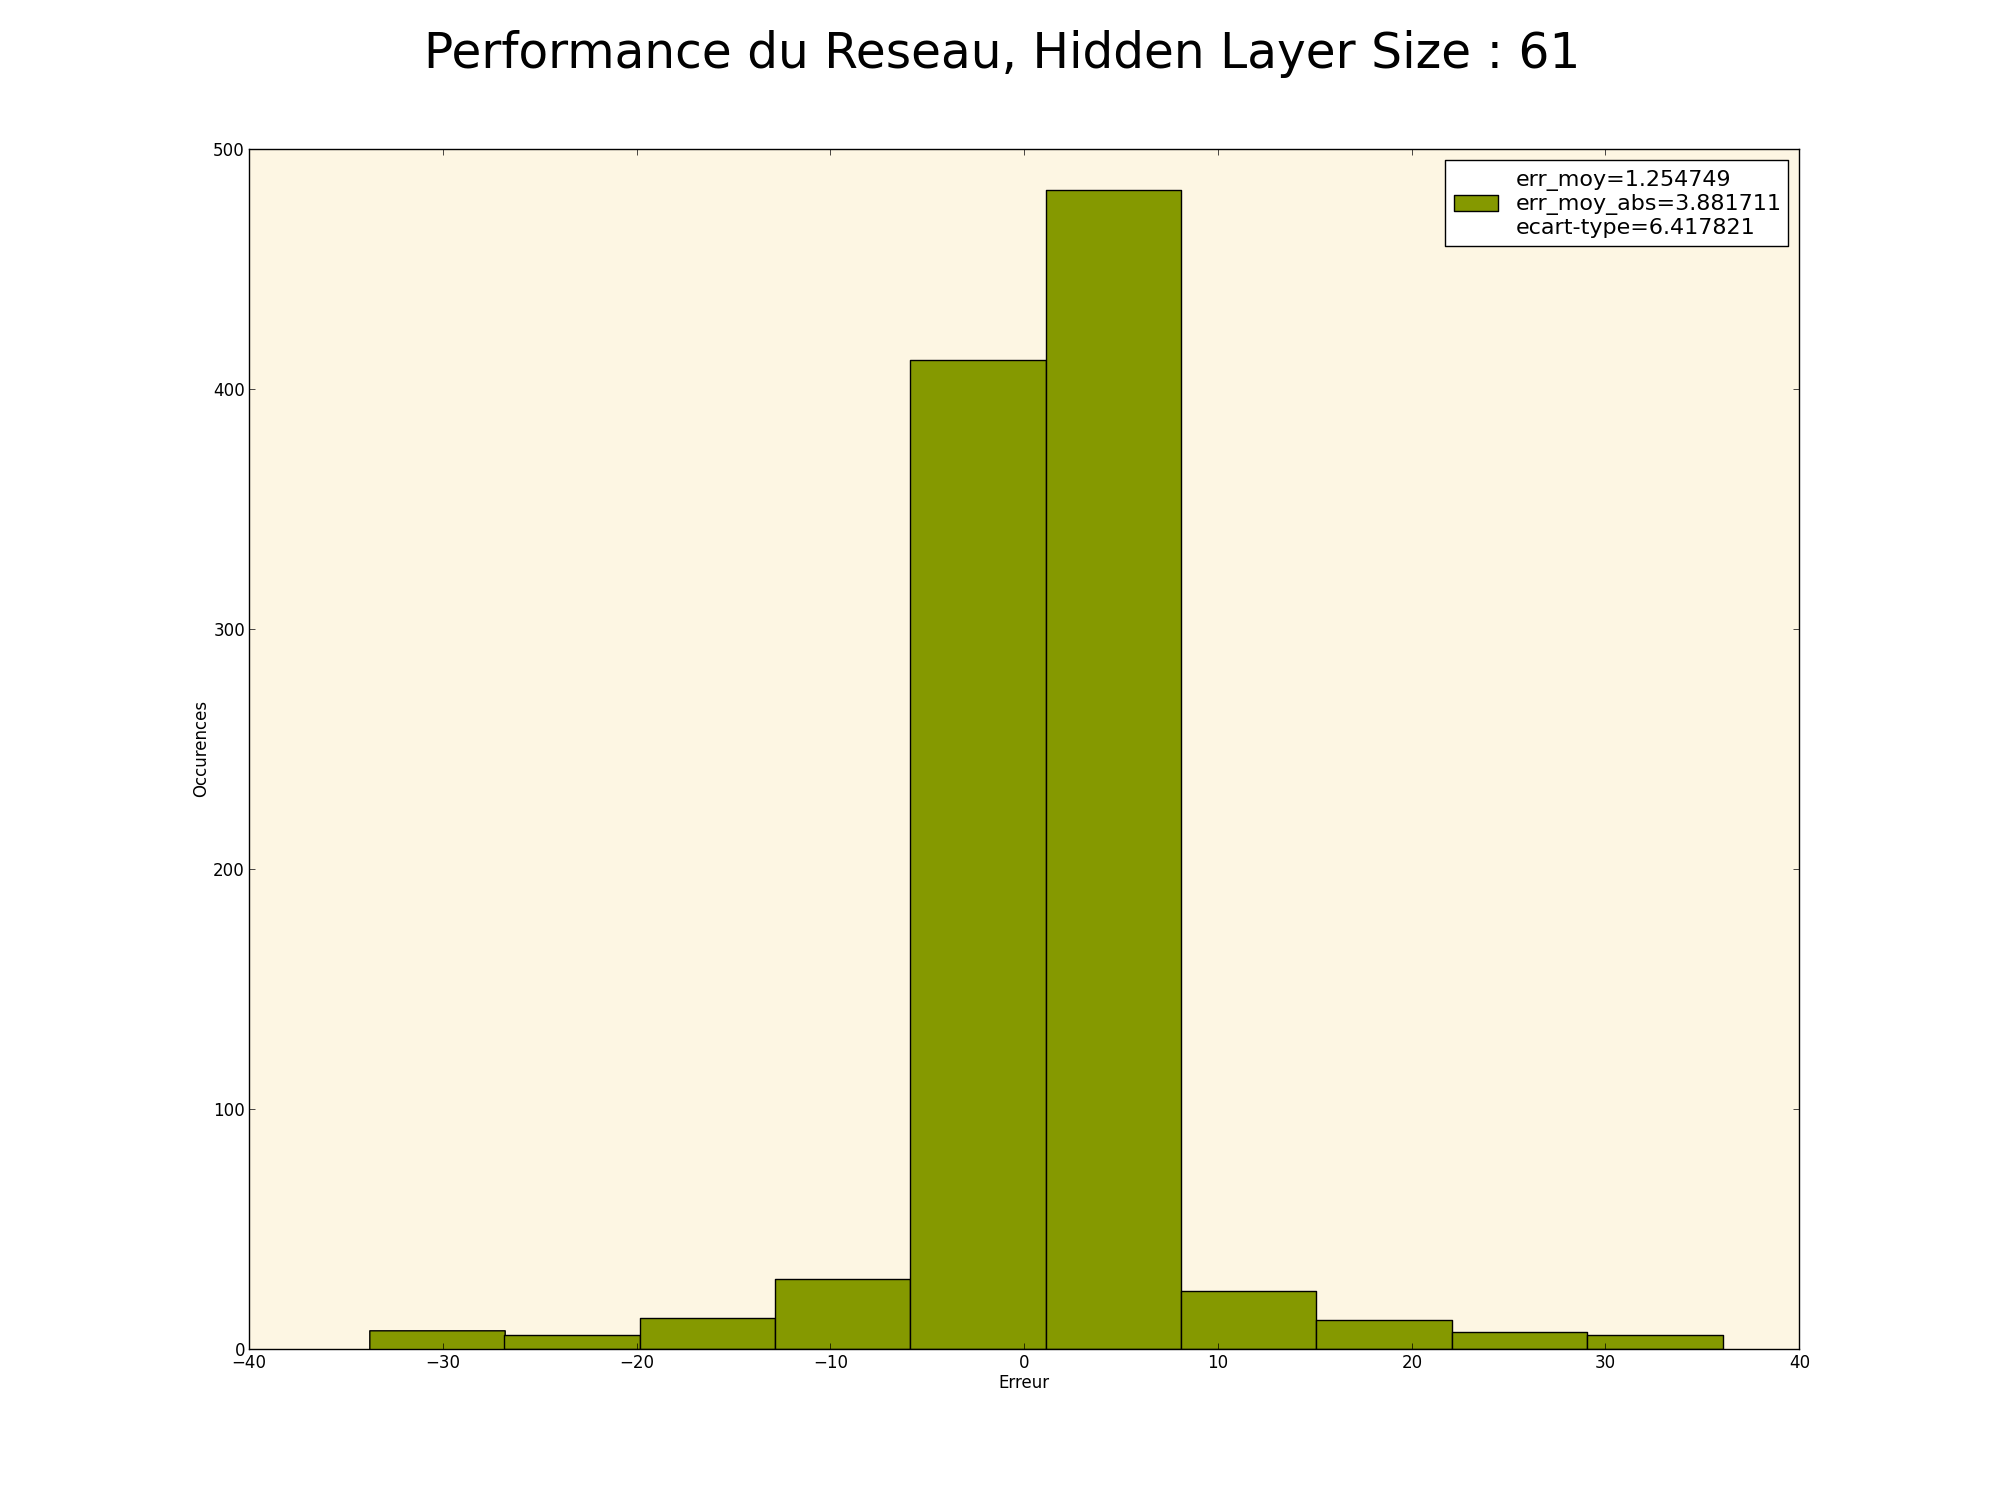 Performance du Reseau, Hidden Layer Size : 61
err_moy=1.254749
err_moy_abs=3.881711
ecart-type=6.417821
500
400
300
200
100
0
Occurences
−40
−30
−20
−10
0
10
20
30
40
Erreur